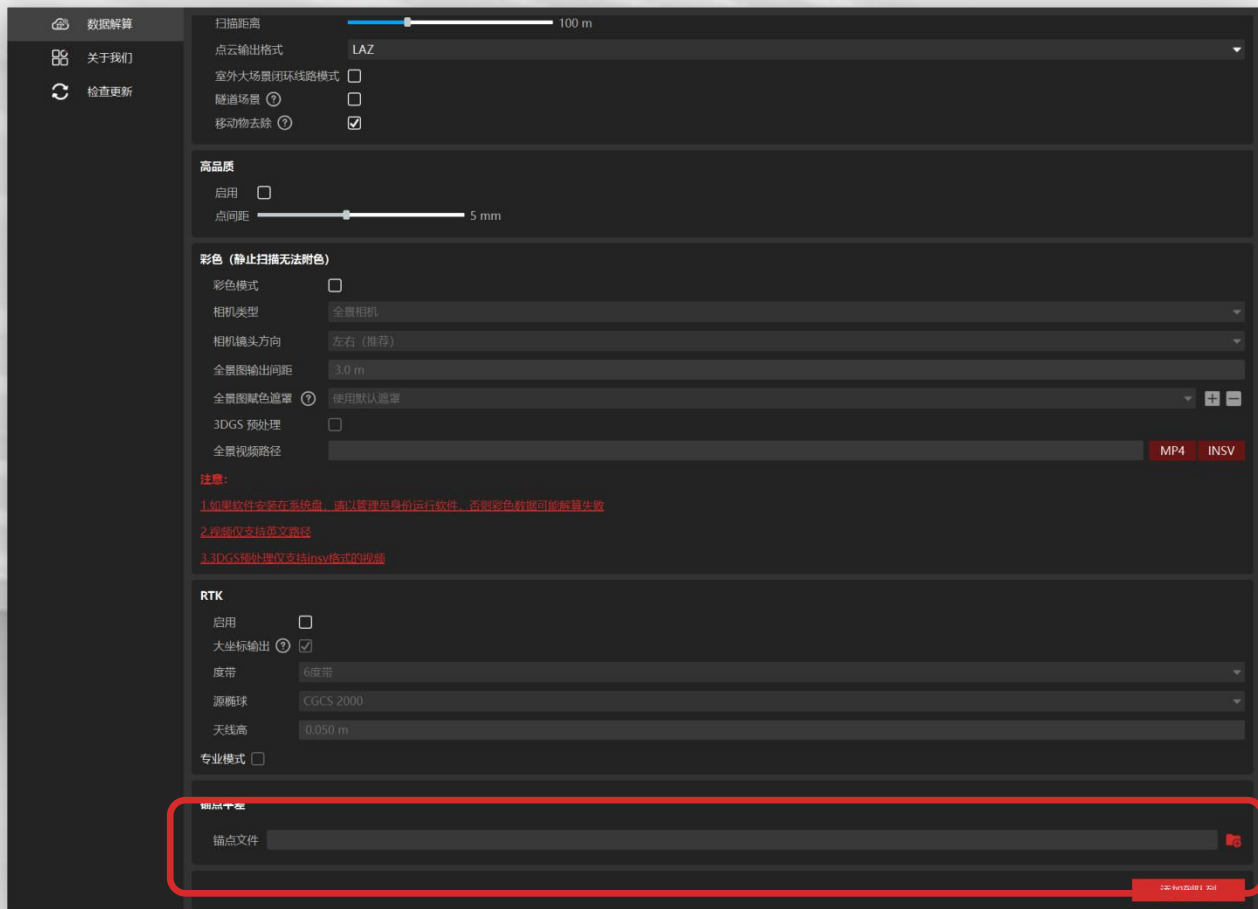 数据解算
关于我们
检查更新
扫描距离 100 m
点云输出格式 LAZ
室外大场景闭环线路模式
隧道场景
移动物去除
高品质
启用
点间距 5 mm
彩色（静止扫描无法附色）
彩色模式
相机类型 全景相机
相机镜头方向 左右（推荐）
全景图输出间距 3.0 m
全景图赋色遮罩 使用默认遮罩
3DGS 预处理
全景视频路径 MP4 INSV
注意：
1.如果软件安装在系统盘，请以管理员身份运行软件，否则彩色数据可能解算失败
2.视频仅支持英文路径
3.3DGS预处理仅支持insv格式的视频
RTK
启用
大坐标输出
度带 6度带
源椭球 CGCS 2000
天线高 0.050 m
专业模式
锚点平差
锚点文件
添加到队列